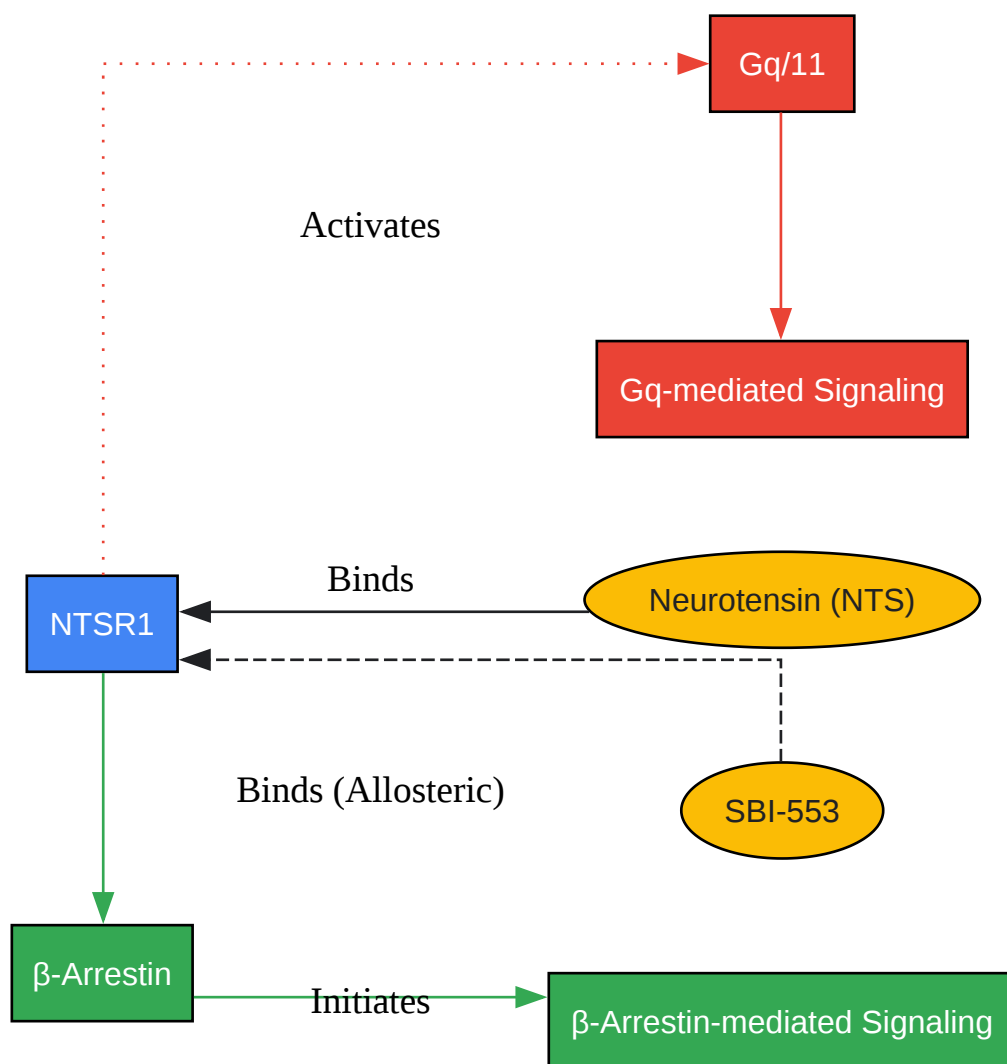 Gq/11
Activates
Gq-mediated Signaling
Binds
Neurotensin (NTS)
NTSR1
Binds (Allosteric)
SBI-553
β-Arrestin
Initiates
β-Arrestin-mediated Signaling